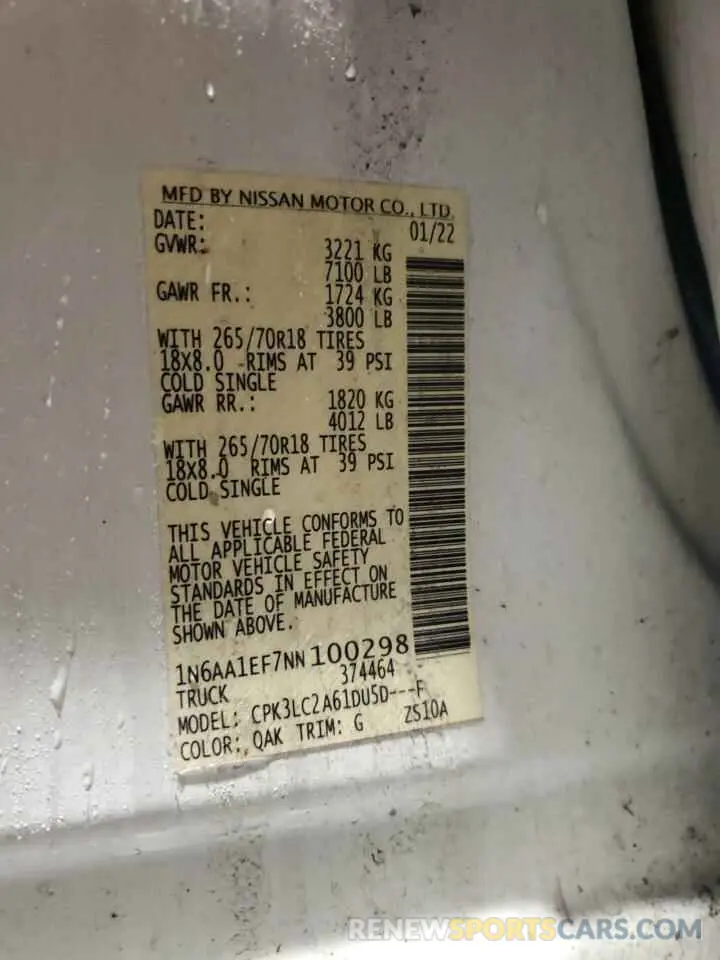 MFD BY NISSAN MOTOR CO., LTD.
DATE: 01/22
GVWR: 3221 KG
7100 LB
GAWR FR.: 1724 KG
3800 LB
WITH 265/70R18 TIRES
18X8.0 RIMS AT 39 PSI
COLD SINGLE
GAWR RR.: 1820 KG
4012 LB
WITH 265/70R18 TIRES
18X8.0 RIMS AT 39 PSI
COLD SINGLE
THIS VEHICLE CONFORMS TO
ALL APPLICABLE FEDERAL
MOTOR VEHICLE SAFETY
STANDARDS IN EFFECT ON
THE DATE OF MANUFACTURE
SHOWN ABOVE.
1N6AA1EF7NN100298
374464
TRUCK
MODEL: CPK3LC2A61DU5D---F
COLOR: QAK TRIM: G ZS10A
RENEWSPORTSCARS.COM